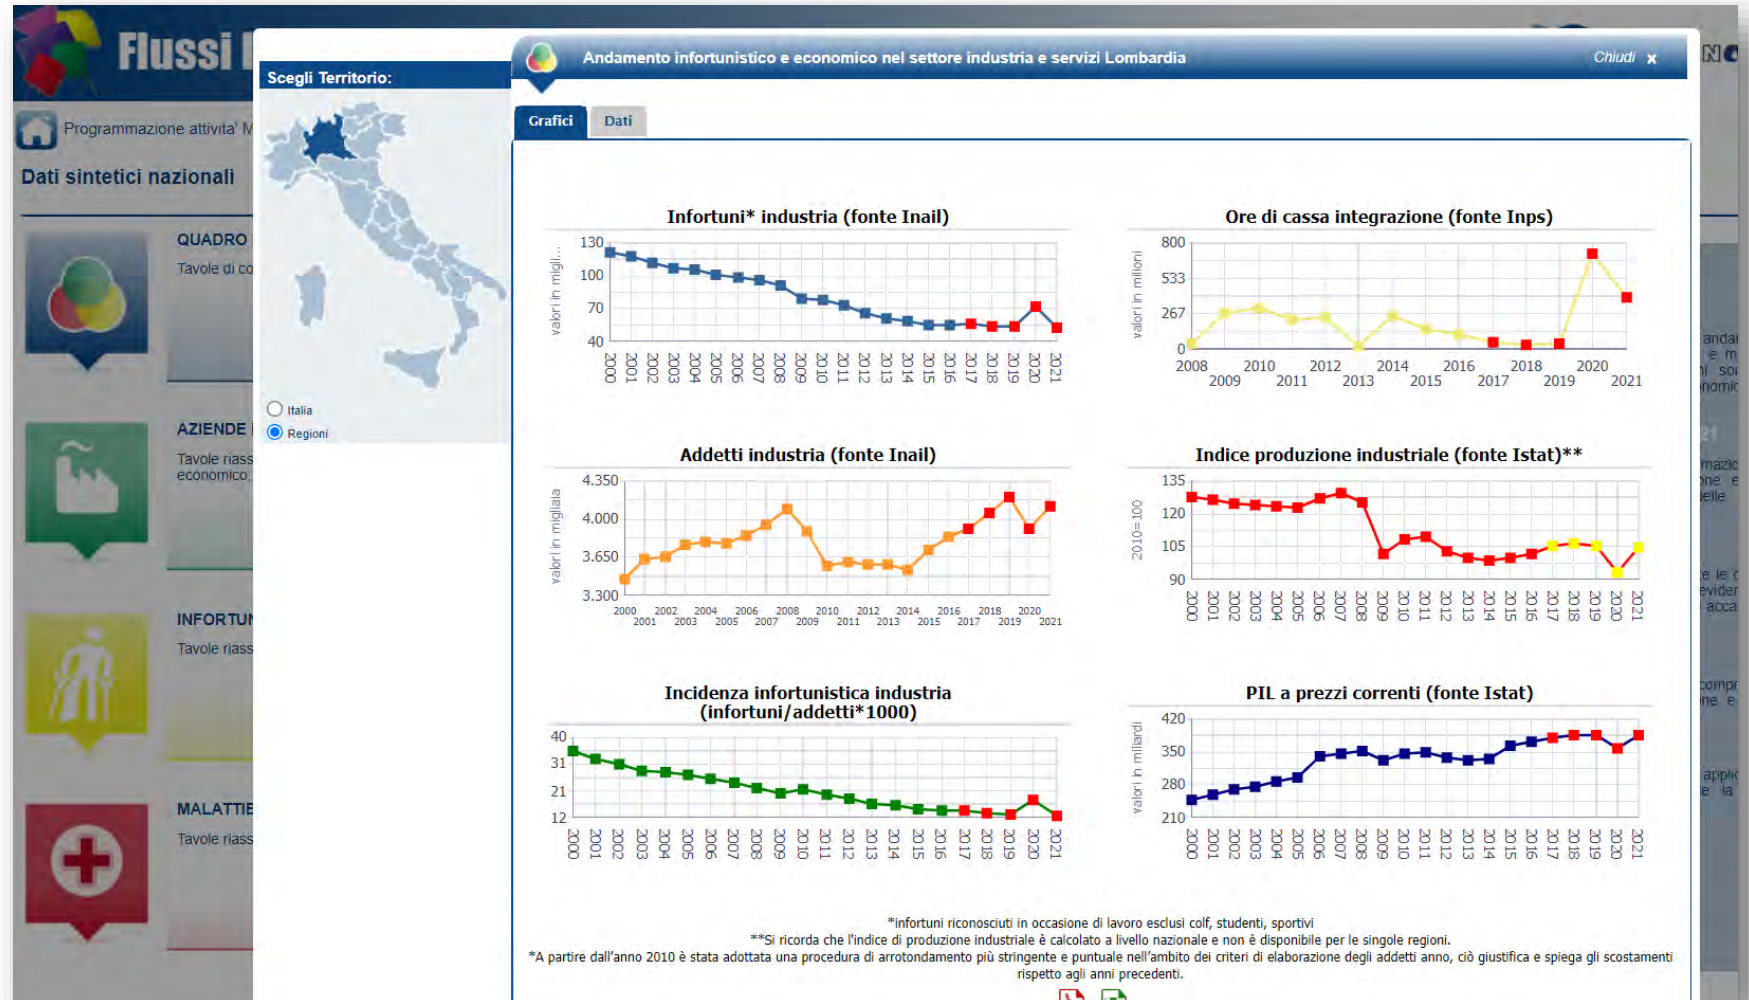 Flussi
Programmazione attivita'
Dati sintetici nazionali
QUADRO
Tavole di
AZIENDE
Tavole
economico,
Tavole
Tavole
Scegli Territorio:
Italia
Regioni
Andamento infortunistico e economico nel settore industria e servizi Lombardia
Chiudi x
Grafici Dati
Infortuni* industria (fonte Inail)
valori in migli...
130
100
70
40
2000 2001 2002 2003 2004 2005 2006 2007 2008 2009 2010 2011 2012 2013 2014 2015 2016 2017 2018 2019 2020 2021
Ore di cassa integrazione (fonte Inps)
valori in milioni
800
533
267
0
2008 2010 2012 2014 2016 2018 2020
2009 2011 2013 2015 2017 2019 2021
Addetti industria (fonte Inail)
valori in migliaia
4.350
4.000
3.650
3.300
2000 2002 2004 2006 2008 2010 2012 2014 2016 2018 2020
2001 2003 2005 2007 2009 2011 2013 2015 2017 2019 2021
Indice produzione industriale (fonte Istat)**
2010=100
135
120
105
90
2000 2001 2002 2003 2004 2005 2006 2007 2008 2009 2010 2011 2012 2013 2014 2015 2016 2017 2018 2019 2020 2021
Incidenza infortunistica industria
(infortuni/addetti*1000)
40
31
21
12
2000 2001 2002 2003 2004 2005 2006 2007 2008 2009 2010 2011 2012 2013 2014 2015 2016 2017 2018 2019 2020 2021
PIL a prezzi correnti (fonte Istat)
valori in miliardi
420
350
280
210
2000 2001 2002 2003 2004 2005 2006 2007 2008 2009 2010 2011 2012 2013 2014 2015 2016 2017 2018 2019 2020 2021
*infortuni riconosciuti in occasione di lavoro esclusi colf, studenti, sportivi
**Si ricorda che l'indice di produzione industriale è calcolato a livello nazionale e non è disponibile per le singole regioni.
*A partire dall'anno 2010 è stata adottata una procedura di arrotondamento più stringente e puntuale nell'ambito dei criteri di elaborazione degli addetti anno, ciò giustifica e spiega gli scostamenti
rispetto agli anni precedenti.